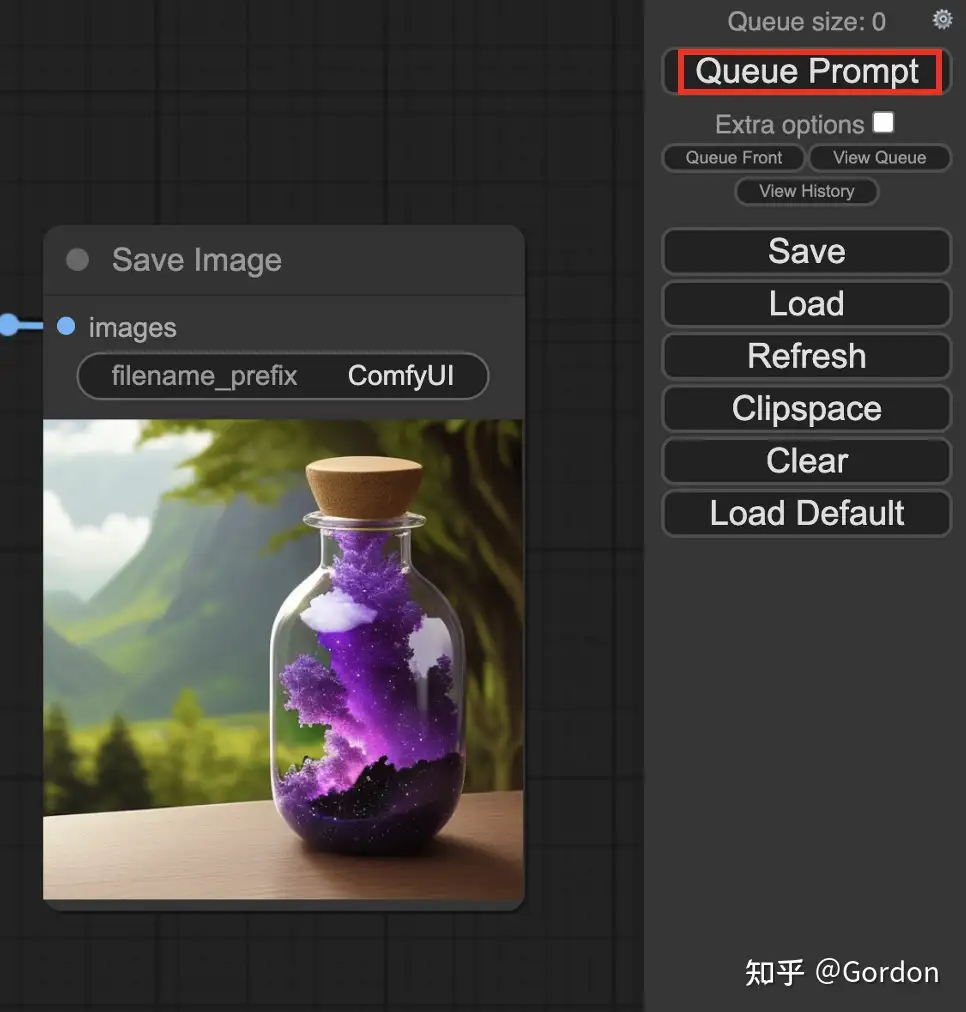 Queue size: 0
Queue Prompt
Extra options
Queue Front
View Queue
View History
Save Image
images
filename_prefix ComfyUI
Save
Load
Refresh
Clipspace
Clear
Load Default
知乎 @Gordon